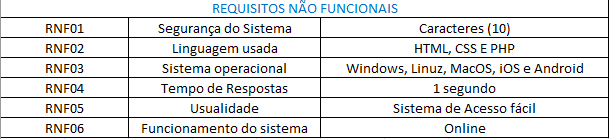 REQUISITOS NÃO FUNCIONAIS
RNF01 Segurança do Sistema Caracteres (10)
RNF02 Linguagem usada HTML, CSS E PHP
RNF03 Sistema operacional Windows, Linuz, MacOS, iOS e Android
RNF04 Tempo de Respostas 1 segundo
RNF05 Usualidade Sistema de Acesso fácil
RNF06 Funcionamento do sistema Online